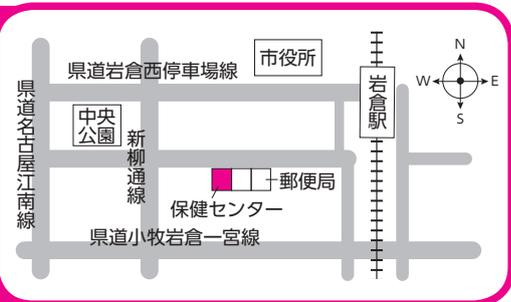 市役所
県道岩倉西停車場線
岩倉駅
N
W
E
S
県道名古屋江南線
中央
公園
新柳通線
郵便局
保健センター
県道小牧岩倉一宮線